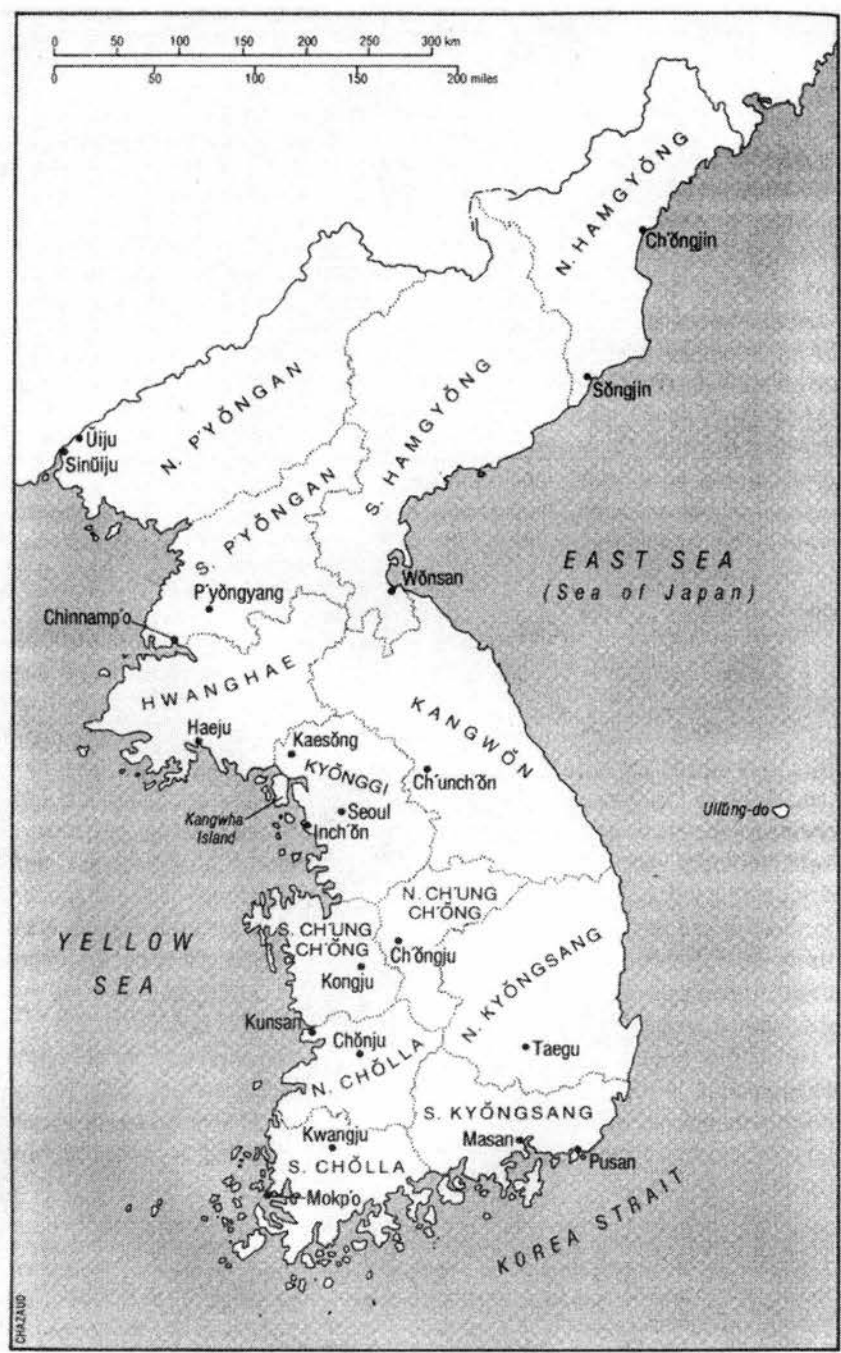 0 50 100 200 250 300 km
0 50 100 150 200 miles
N. HAMGYŎNG
Ch'ŏngjin
S. HAMGYŎNG
Sŏngjin
N. P'YŎNGAN
Ŭiju
Sinŭiju
S. P'YŎNGAN
P'yŏngyang
Wŏnsan
EAST SEA
(Sea of Japan)
Chinnamp'o
HWANGHAE
KANGWŎN
Haeju
Kaesŏng
KYŎNGGI
Ch'unch'ŏn
Kangwha
Island
Seoul
Inch'ŏn
Ullŭng-do
N. CH'UNG
CH'ŎNG
S. CH'UNG
CH'ŎNG
Ch'ŏngju
YELLOW
SEA
Kongju
N. KYŎNGSANG
Kunsan
Chŏnju
Taegu
N. CHŎLLA
S. KYŎNGSANG
Kwangju
Masan
Pusan
S. CHŎLLA
Mokp'o
KOREA STRAIT
CHAZAUD